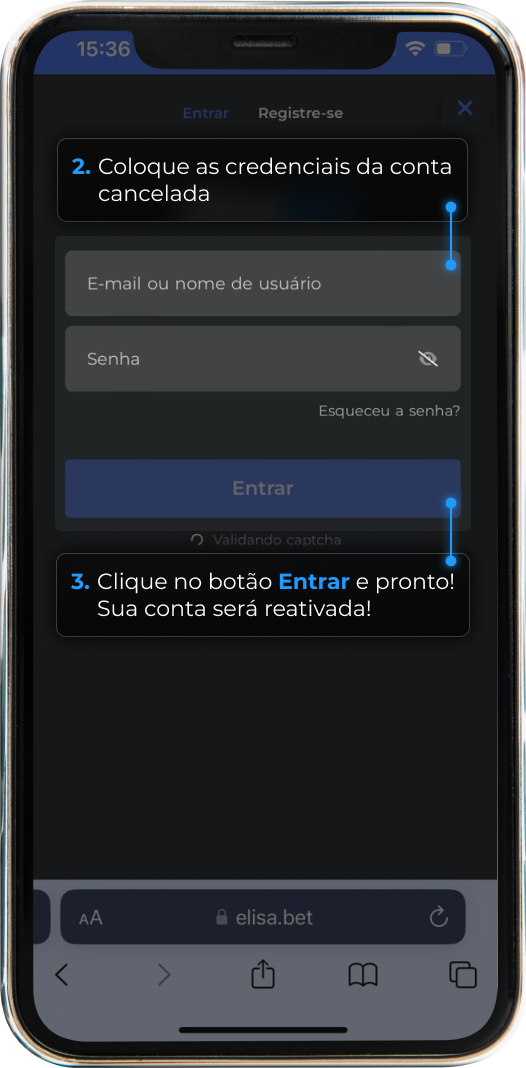 15:36
Entrar Registre-se
2. Coloque as credenciais da conta
cancelada
E-mail ou nome de usuário
Senha
Esqueceu a senha?
Entrar
Validando captcha
3. Clique no botão Entrar e pronto!
Sua conta será reativada!
AA elisa.bet